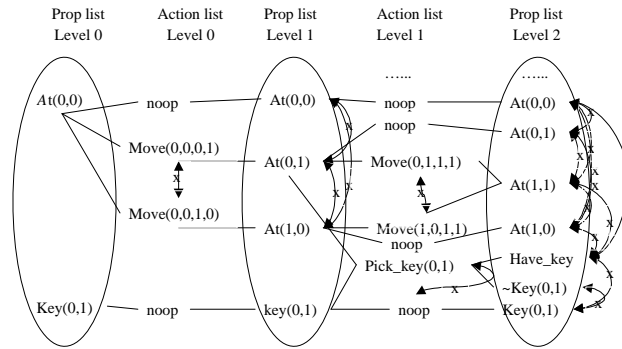 Prop list Action list Prop list Action list Prop list
Level 0 Level 0 Level 1 Level 1 Level 2
…... …...
At(0,0) noop At(0,0) noop At(0,0)
noop At(0,1)
Move(0,0,0,1) At(0,1) Move(0,1,1,1)
x x x x x x
At(1,1)
Move(0,0,1,0) At(1,0) Move(1,0,1,1) At(1,0)
noop
Pick_key(0,1) Have_key
x x ~Key(0,1) x
Key(0,1) noop key(0,1) noop Key(0,1)